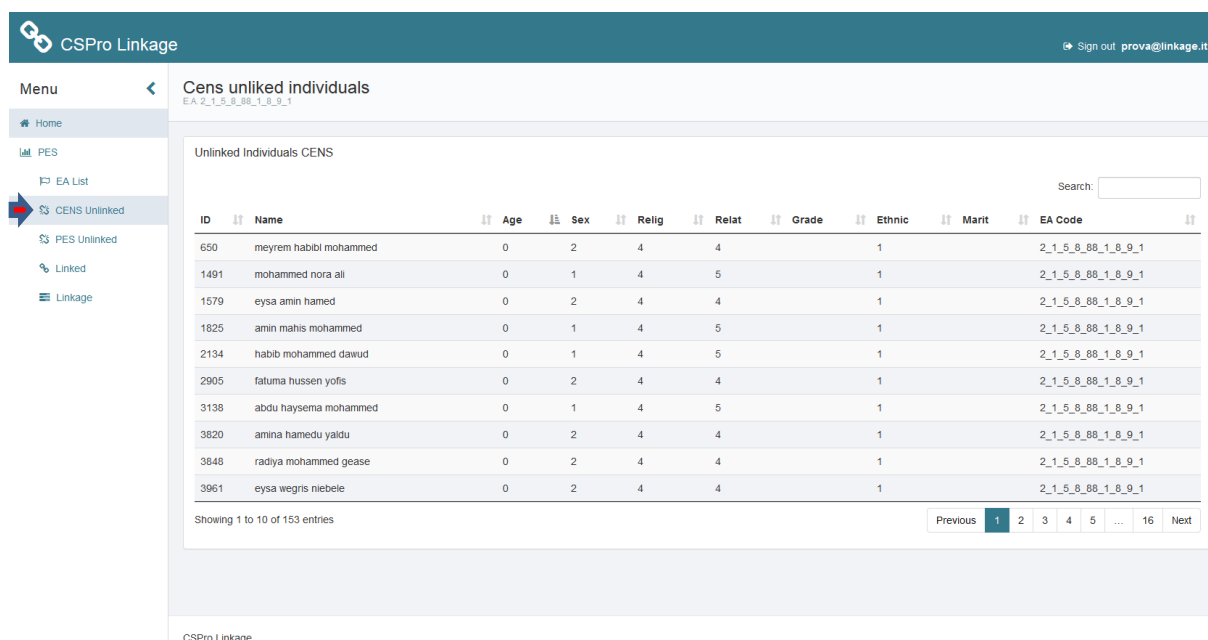 CSPro Linkage
Sign out prova@linkage.it
Menu
Home
PES
EA List
CENS Unlinked
PES Unlinked
Linked
Linkage
Cens unliked individuals
E.A. 2_1_5_8_88_1_8_9_1
Unlinked Individuals CENS
Search:
ID Name Age Sex Relig Relat Grade Ethnic Marit EA Code
650 meyrem habibl mohammed 0 2 4 4 1 2_1_5_8_88_1_8_9_1
1491 mohammed nora ali 0 1 4 5 1 2_1_5_8_88_1_8_9_1
1579 eysa amin hamed 0 2 4 4 1 2_1_5_8_88_1_8_9_1
1825 amin mahis mohammed 0 1 4 5 1 2_1_5_8_88_1_8_9_1
2134 habib mohammed dawud 0 1 4 5 1 2_1_5_8_88_1_8_9_1
2905 fatuma hussen yofis 0 2 4 4 1 2_1_5_8_88_1_8_9_1
3138 abdu haysema mohammed 0 1 4 5 1 2_1_5_8_88_1_8_9_1
3820 amina hamedu yaldu 0 2 4 4 1 2_1_5_8_88_1_8_9_1
3848 radiya mohammed gease 0 2 4 4 1 2_1_5_8_88_1_8_9_1
3961 eysa wegris niebele 0 2 4 4 1 2_1_5_8_88_1_8_9_1
Showing 1 to 10 of 153 entries
Previous 1 2 3 4 5 ... 16 Next
CSPro Linkage